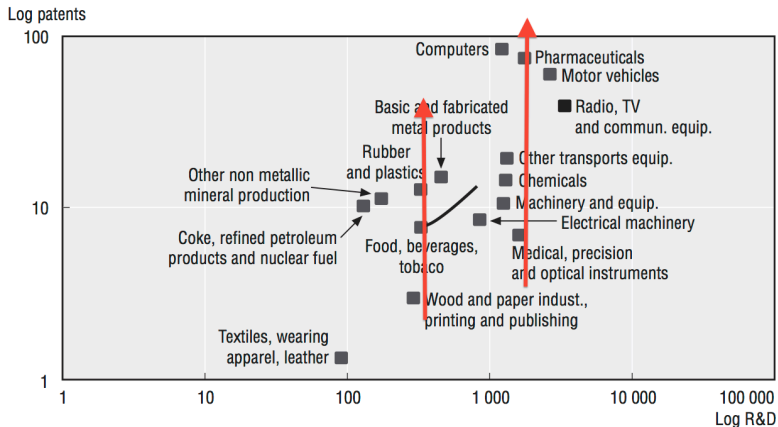 Log patents
100
Computers
Pharmaceuticals
Motor vehicles
Basic and fabricated
metal products
Radio, TV
and commun. equip.
Rubber
and plastics
Other transports equip.
Other non metallic
mineral production
Chemicals
Machinery and equip.
10
Electrical machinery
Coke, refined petroleum
products and nuclear fuel
Food, beverages,
tobaco
Medical, precision
and optical instruments
Wood and paper indust.,
printing and publishing
Textiles, wearing
apparel, leather
1
1
10
100
1 000
10 000
100 000
Log R&D